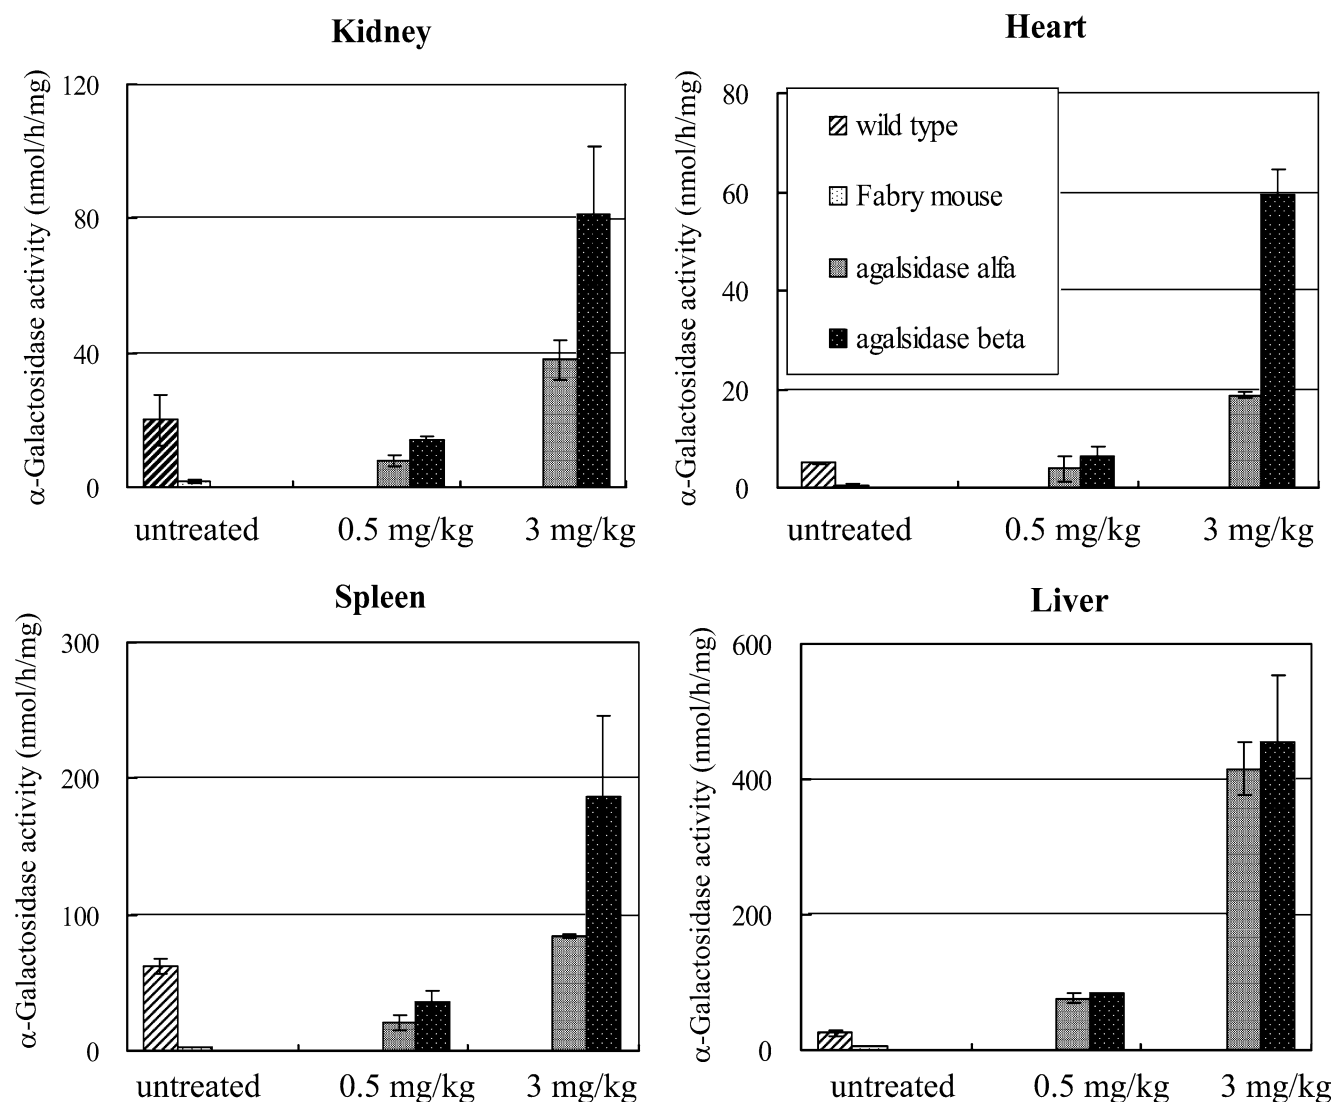 Kidney
α-Galactosidase activity (nmol/h/mg)
120
80
40
0
untreated
0.5 mg/kg
3 mg/kg
Heart
α-Galactosidase activity (nmol/h/mg)
80
60
40
20
0
wild type
Fabry mouse
agalsidase alfa
agalsidase beta
untreated
0.5 mg/kg
3 mg/kg
Spleen
α-Galactosidase activity (nmol/h/mg)
300
200
100
0
untreated
0.5 mg/kg
3 mg/kg
Liver
α-Galactosidase activity (nmol/h/mg)
600
400
200
0
untreated
0.5 mg/kg
3 mg/kg